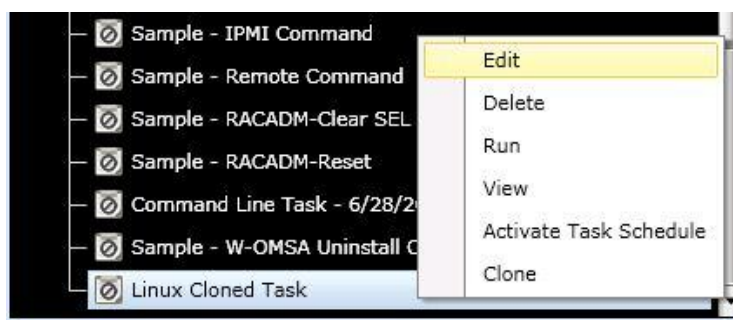 Sample - IPMI Command
Sample - Remote Command
Sample - RACADM-Clear SEL
Sample - RACADM-Reset
Command Line Task - 6/28/2
Sample - W-OMSA Uninstall
Linux Cloned Task
Edit
Delete
Run
View
Activate Task Schedule
Clone